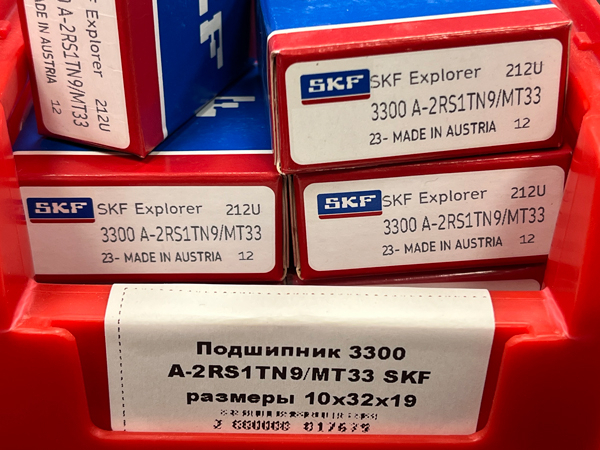 SKF Explorer 212U
3300 A-2RS1TN9/MT33
MADE IN AUSTRIA 12
SKF SKF Explorer 212U
3300 A-2RS1TN9/MT33
23- MADE IN AUSTRIA 12
SKF SKF Explorer 212U
3300 A-2RS1TN9/MT33
23- MADE IN AUSTRIA 12
SKF SKF Explorer 212U
3300 A-2RS1TN9/MT33
23- MADE IN AUSTRIA 12
Подшипник 3300
A-2RS1TN9/MT33 SKF
размеры 10x32x19